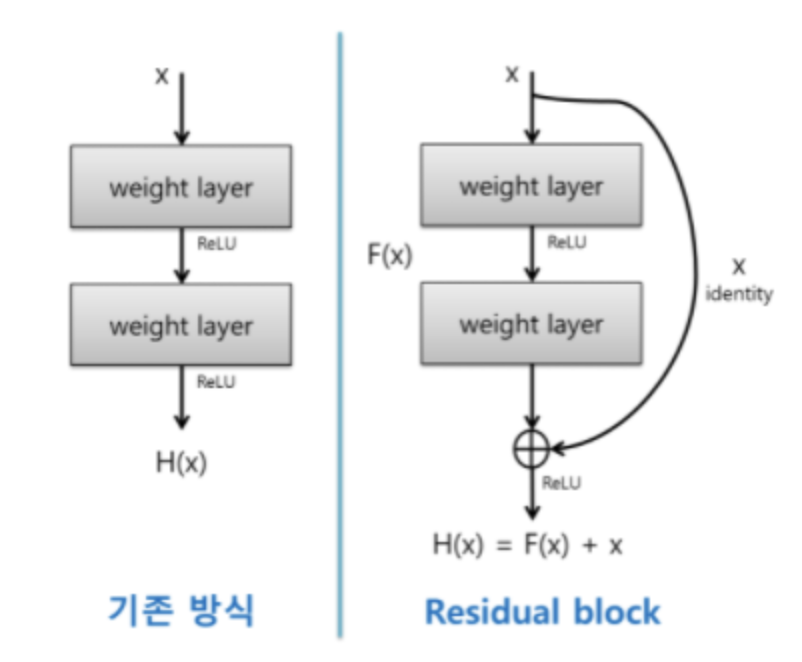 x
weight layer
ReLU
weight layer
ReLU
H(x)
기존 방식
x
weight layer
ReLU
F(x)
weight layer
x
identity
ReLU
H(x) = F(x) + x
Residual block